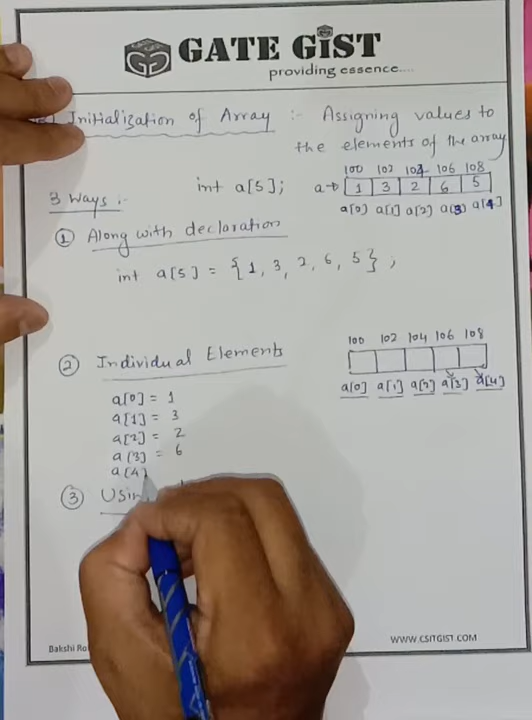 GATE GIST
providing essence....
Initialization of Array :- Assigning values to
the elements of the array
100 102 104 106 108
int a[5]; a→ 1 3 2 6 5
3 Ways :-
a[0] a[1] a[2] a[3] a[4]
① Along with declaration
int a[5] = {1, 3, 2, 6, 5} ;
100 102 104 106 108
② Individual Elements
a[0] a[1] a[2] a[3] a[4]
a[0] = 1
a[1] = 3
a[2] = 2
a[3] = 6
a[4]
③
WWW.CSITGIST.COM
Bakshi